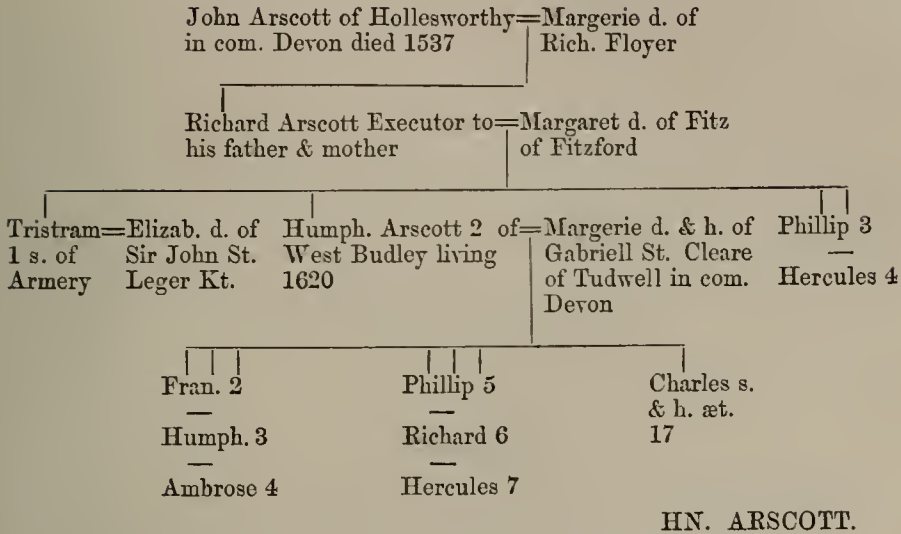 John Arscott of Hollesworthy=Margerie d. of
in com. Devon died 1537 Rich. Floyer
Richard Arscott Executor to=Margaret d. of Fitz
his father & mother of Fitzford
Tristram=Elizab. d. of Humph. Arscott 2 of=Margerie d. & h. of Phillip 3
1 s. of Sir John St. West Budley living Gabriell St. Cleare —
Armery Leger Kt. 1620 of Tudwell in com. Hercules 4
Devon
Fran. 2 Phillip 5 Charles s.
— — & h. æt.
Humph. 3 Richard 6 17
— —
Ambrose 4 Hercules 7
HN. ARSCOTT.